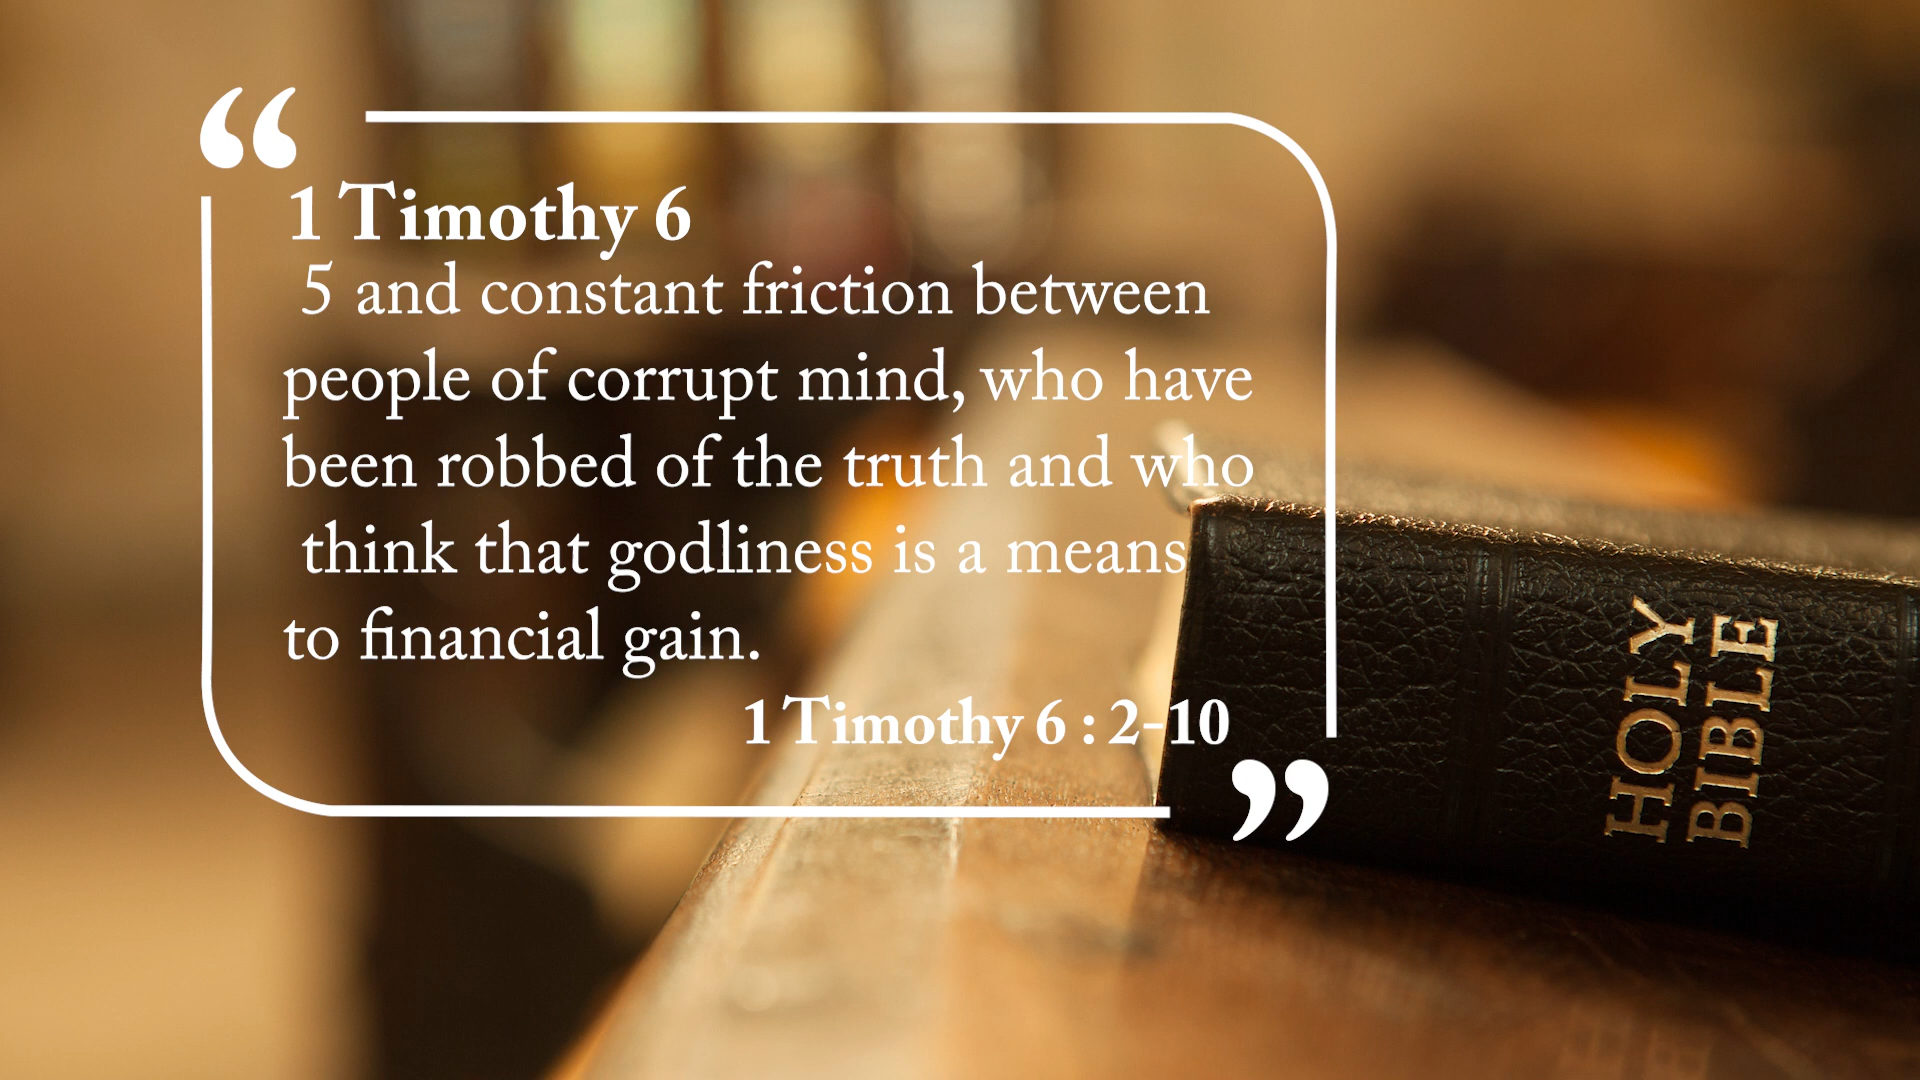 “
1 Timothy 6
5 and constant friction between
people of corrupt mind, who have
been robbed of the truth and who
think that godliness is a means
to financial gain.
1 Timothy 6 : 2-10
”
HOLY
BIBLE